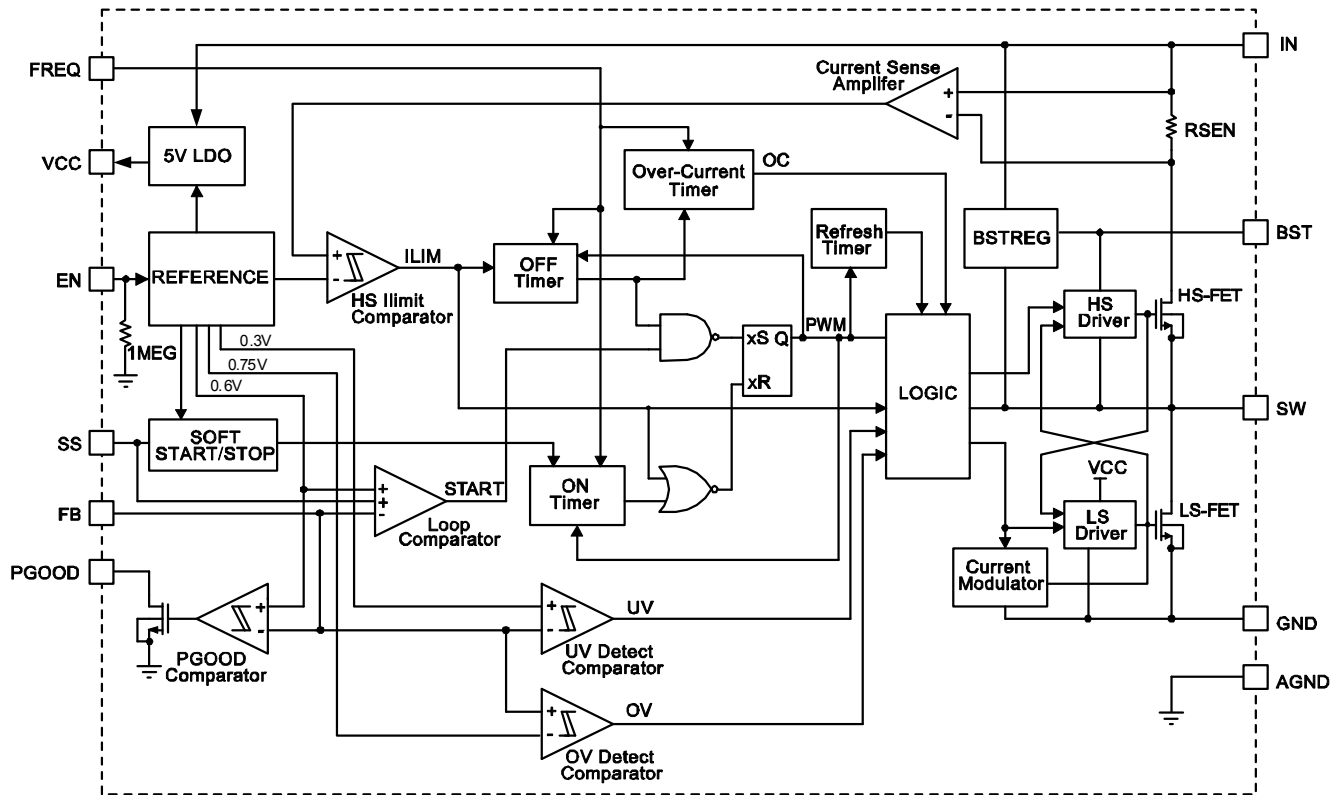 IN
FREQ
Current Sense
Amplifer
+
-
RSEN
VCC
5V LDO
Over-Current
Timer
OC
Refresh
Timer
BSTREG
BST
EN
REFERENCE
+
-
ILIM
HS Ilimit
Comparator
OFF
Timer
HS
Driver
HS-FET
1MEG
0.3V
0.75V
0.6V
xS Q
xR
PWM
LOGIC
SW
SS
SOFT
START/STOP
+
+
-
START
Loop
Comparator
ON
Timer
VCC
LS
Driver
LS-FET
FB
PGOOD
Current
Modulator
+
-
PGOOD
Comparator
+
-
UV
UV Detect
Comparator
GND
AGND
+
-
OV
OV Detect
Comparator